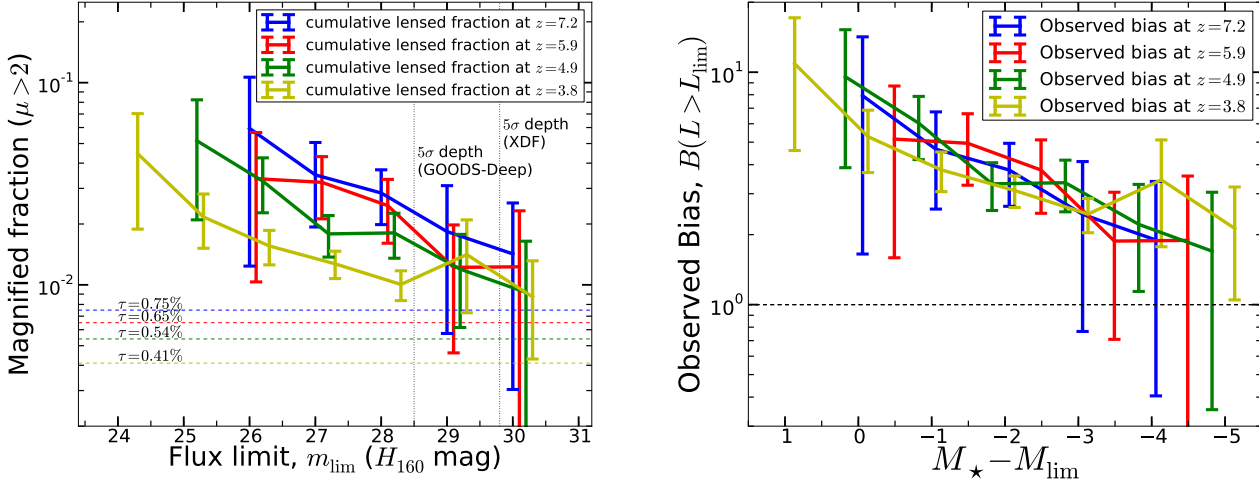 cumulative lensed fraction at z=7.2
cumulative lensed fraction at z=5.9
cumulative lensed fraction at z=4.9
cumulative lensed fraction at z=3.8
5σ depth
(XDF)
5σ depth
(GOODS-Deep)
10⁻¹
10⁻²
τ=0.75%
τ=0.65%
τ=0.54%
τ=0.41%
Magnified fraction (μ >2)
24 25 26 27 28 29 30 31
Flux limit, m_lim (H₁₆₀ mag)
Observed bias at z=7.2
Observed bias at z=5.9
Observed bias at z=4.9
Observed bias at z=3.8
10¹
10⁰
Observed Bias, B(L>L_lim)
1 0 −1 −2 −3 −4 −5
M_⋆−M_lim